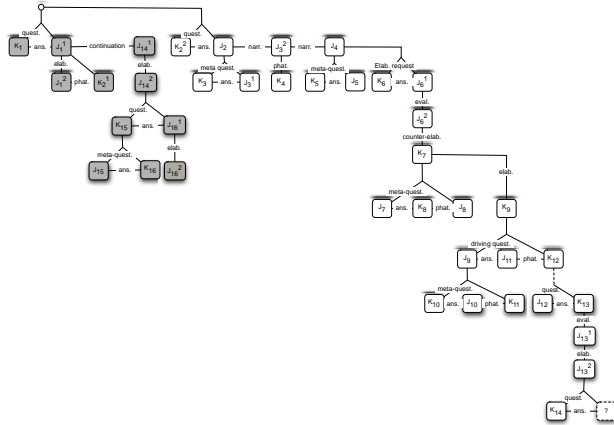 quest.
K1 ans. J1^1 continuation J14^1
elab. elab.
J1^2 phat. K2^1 J14^2
quest.
K15 ans. J16^1
meta-quest. elab.
J15 ans. K16 J16^2
quest.
K2^2 ans. J2 narr. J3^2 narr. J4
meta quest. phat. meta-quest. Elab. request
K3 ans. J3^1 K4 K5 ans. J5 K6 ans. J6^1
eval.
J6^2
counter-elab.
K7
meta-quest. elab.
J7 ans. K8 phat. J8 K9
driving quest.
J9 ans. J11 phat. K12
meta-quest. quest.
K10 ans. J10 phat. K11 J12 ans. K13
eval.
J13^1
elab.
J13^2
quest.
K14 ans. ?